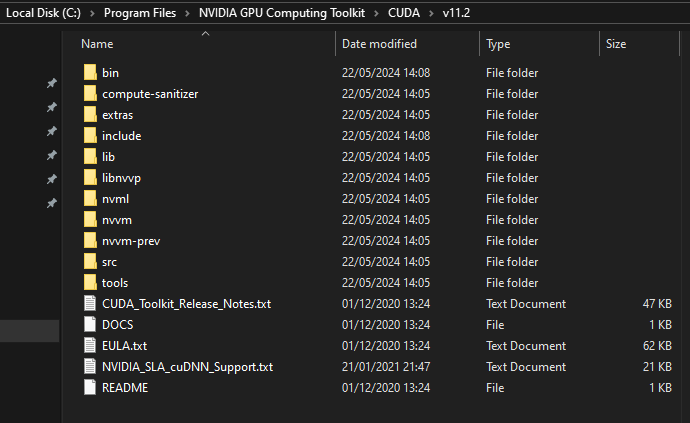 Local Disk (C:) > Program Files > NVIDIA GPU Computing Toolkit > CUDA > v11.2
Name Date modified Type Size
bin 22/05/2024 14:08 File folder
compute-sanitizer 22/05/2024 14:05 File folder
extras 22/05/2024 14:05 File folder
include 22/05/2024 14:08 File folder
lib 22/05/2024 14:05 File folder
libnvvp 22/05/2024 14:05 File folder
nvml 22/05/2024 14:05 File folder
nvvm 22/05/2024 14:05 File folder
nvvm-prev 22/05/2024 14:05 File folder
src 22/05/2024 14:05 File folder
tools 22/05/2024 14:05 File folder
CUDA_Toolkit_Release_Notes.txt 01/12/2020 13:24 Text Document 47 KB
DOCS 01/12/2020 13:24 File 1 KB
EULA.txt 01/12/2020 13:24 Text Document 62 KB
NVIDIA_SLA_cuDNN_Support.txt 21/01/2021 21:47 Text Document 21 KB
README 01/12/2020 13:24 File 1 KB